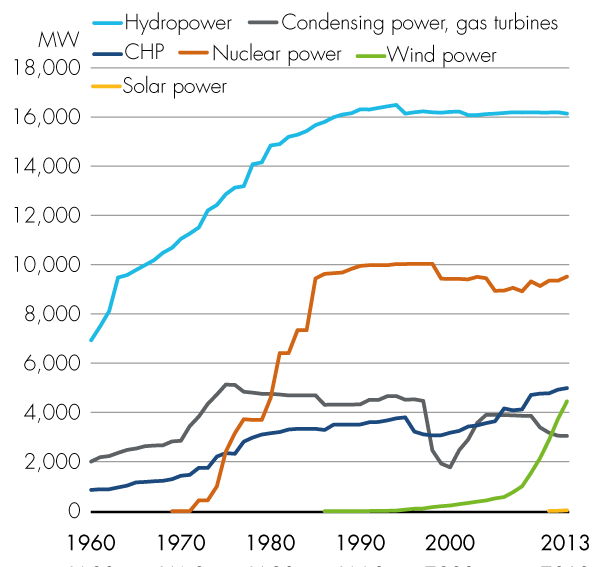 Hydropower Condensing power, gas turbines
MW
CHP Nuclear power Wind power
18,000
Solar power
16,000
14,000
12,000
10,000
8,000
6,000
4,000
2,000
0
1960 1970 1980 1990 2000 2013